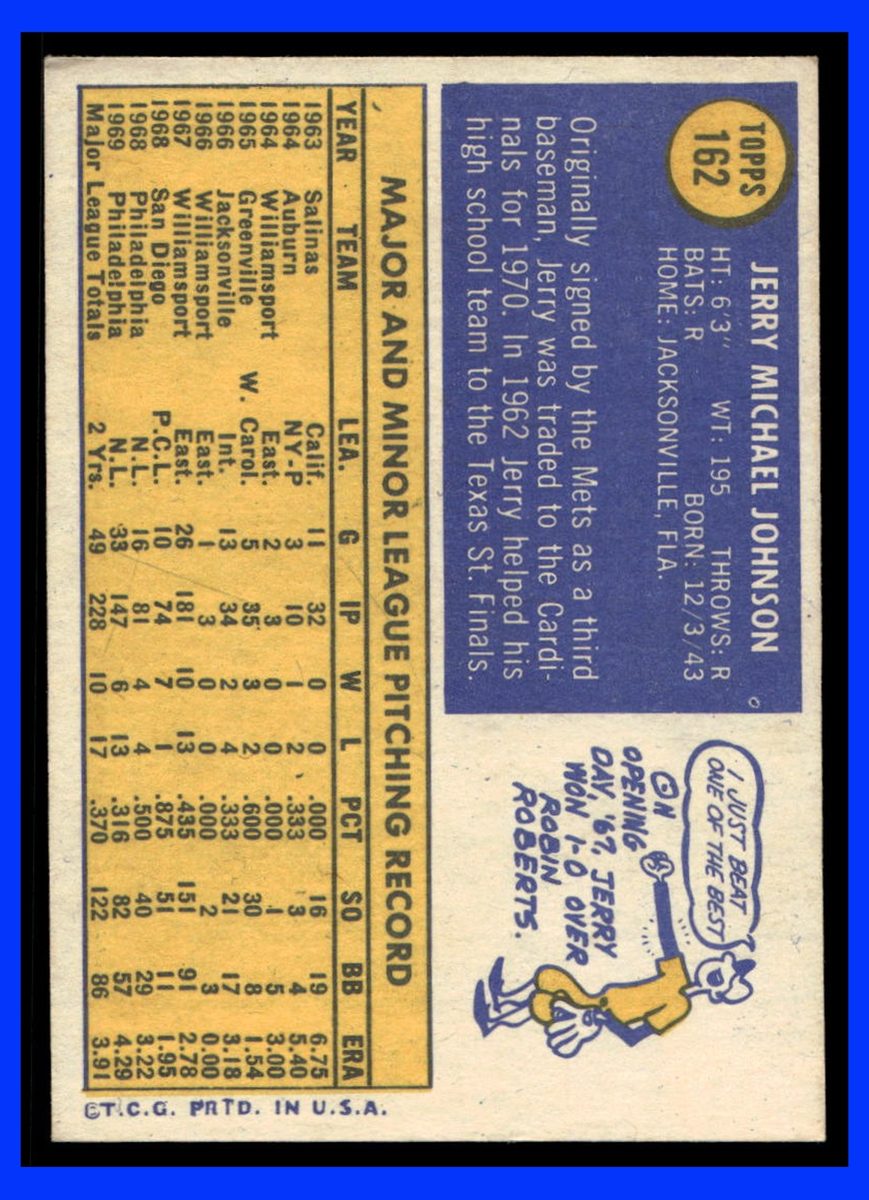 TOPPS
162
JERRY MICHAEL JOHNSON
HT: 6'3" WT: 195 THROWS: R
BATS: R BORN: 12/3/43
HOME: JACKSONVILLE, FLA.
Originally signed by the Mets as a third
baseman, Jerry was traded to the Cardi-
nals for 1970. In 1962 Jerry helped his
high school team to the Texas St. Finals.
I JUST BEAT
ONE OF THE BEST
ON
OPENING
DAY, '67, JERRY
WON 1-0 OVER
ROBIN
ROBERTS.
MAJOR AND MINOR LEAGUE PITCHING RECORD
YEAR TEAM LEA. G IP W L PCT SO BB ERA
1963 Salinas Calif. 11 32 0 0 .000 16 19 6.75
1964 Auburn NY-P 3 10 1 2 .333 3 4 5.40
1964 Williamsport East. 2 3 0 0 .000 1 5 3.00
1965 Greenville W. Carol. 5 35 3 2 .600 30 8 1.54
1966 Jacksonville Int. 13 34 2 4 .333 21 17 3.18
1966 Williamsport East. 1 3 0 0 .000 2 3 0.00
1967 Williamsport East. 26 181 10 13 .435 151 91 2.78
1968 San Diego P.C.L. 10 74 7 1 .875 51 11 1.95
1968 Philadelphia N.L. 16 81 4 4 .500 40 29 3.22
1969 Philadelphia N.L. 33 147 6 13 .316 82 57 4.29
Major League Totals 2 Yrs. 49 228 10 17 .370 122 86 3.91
©T.C.G. PRTD. IN U.S.A.